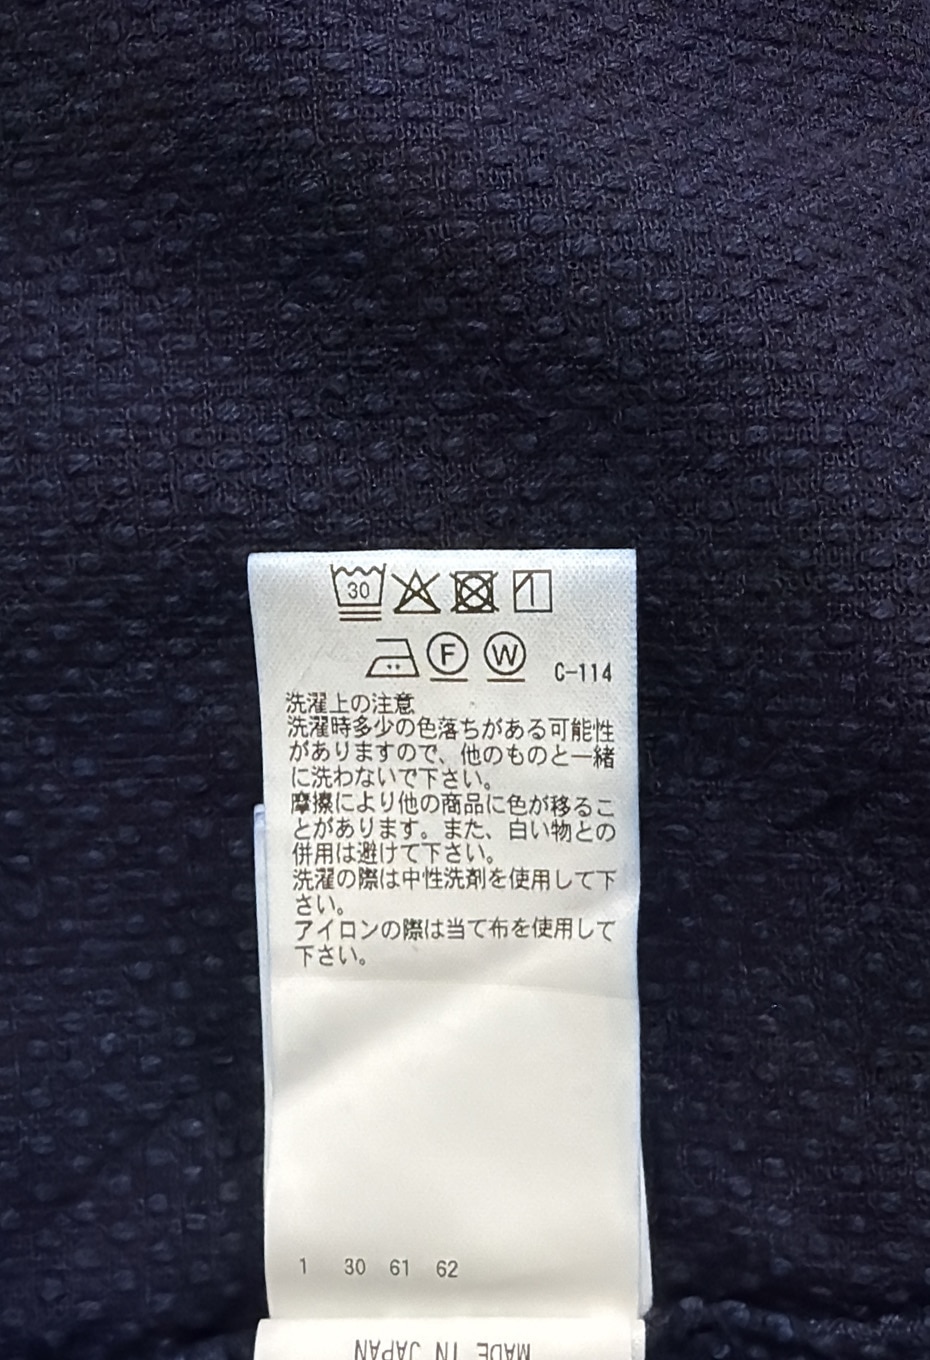 30
F W C-114
洗濯上の注意
洗濯時多少の色落ちがある可能性
がありますので、他のものと一緒
に洗わないで下さい。
摩擦により他の商品に色が移るこ
とがあります。また、白い物との
併用は避けて下さい。
洗濯の際は中性洗剤を使用して下
さい。
アイロンの際は当て布を使用して
下さい。
1 30 61 62
MADE IN JAPAN